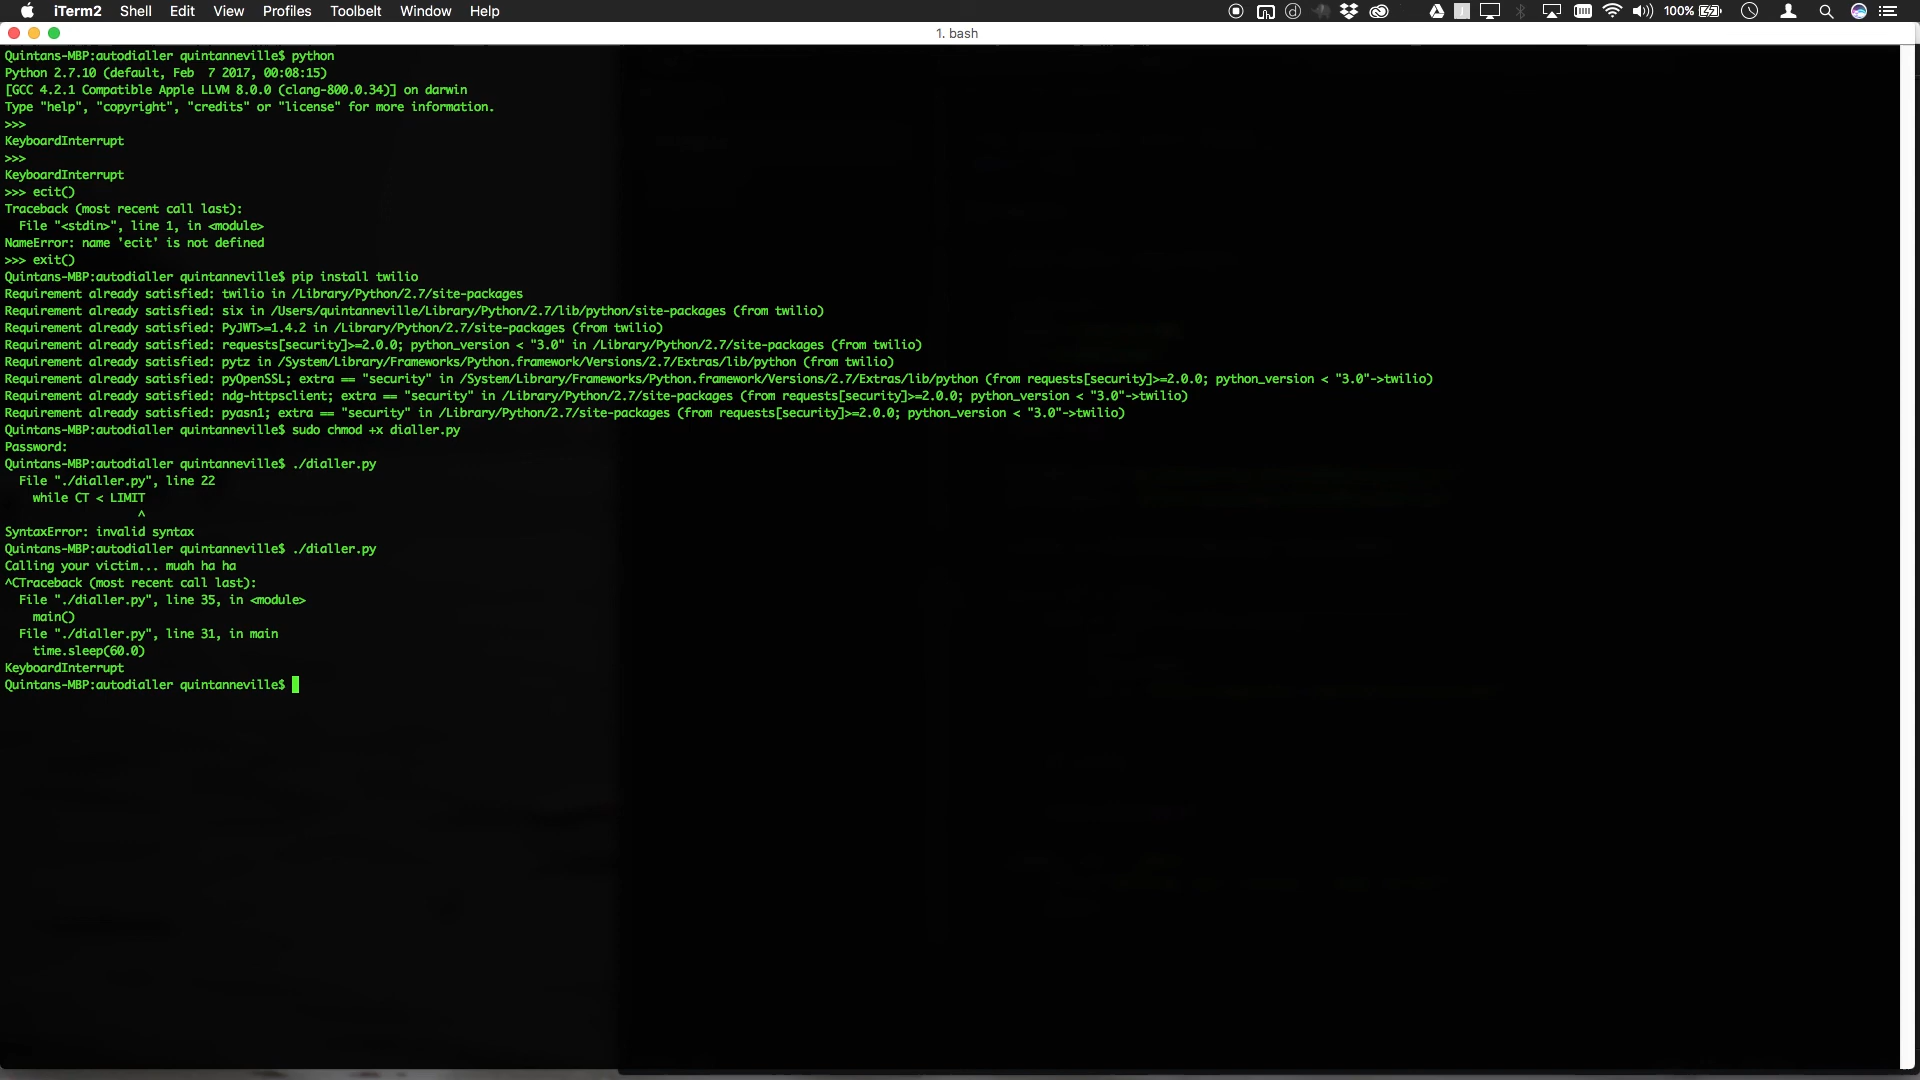 iTerm2 Shell Edit View Profiles Toolbelt Window Help 100%
1. bash
Quintans-MBP:autodialler quintanneville$ python
Python 2.7.10 (default, Feb  7 2017, 00:08:15)
[GCC 4.2.1 Compatible Apple LLVM 8.0.0 (clang-800.0.34)] on darwin
Type "help", "copyright", "credits" or "license" for more information.
>>>
KeyboardInterrupt
>>>
KeyboardInterrupt
>>> ecit()
Traceback (most recent call last):
  File "<stdin>", line 1, in <module>
NameError: name 'ecit' is not defined
>>> exit()
Quintans-MBP:autodialler quintanneville$ pip install twilio
Requirement already satisfied: twilio in /Library/Python/2.7/site-packages
Requirement already satisfied: six in /Users/quintanneville/Library/Python/2.7/lib/python/site-packages (from twilio)
Requirement already satisfied: PyJWT>=1.4.2 in /Library/Python/2.7/site-packages (from twilio)
Requirement already satisfied: requests[security]>=2.0.0; python_version < "3.0" in /Library/Python/2.7/site-packages (from twilio)
Requirement already satisfied: pytz in /System/Library/Frameworks/Python.framework/Versions/2.7/Extras/lib/python (from twilio)
Requirement already satisfied: pyOpenSSL; extra == "security" in /System/Library/Frameworks/Python.framework/Versions/2.7/Extras/lib/python (from requests[security]>=2.0.0; python_version < "3.0"->twilio)
Requirement already satisfied: ndg-httpsclient; extra == "security" in /Library/Python/2.7/site-packages (from requests[security]>=2.0.0; python_version < "3.0"->twilio)
Requirement already satisfied: pyasn1; extra == "security" in /Library/Python/2.7/site-packages (from requests[security]>=2.0.0; python_version < "3.0"->twilio)
Quintans-MBP:autodialler quintanneville$ sudo chmod +x dialler.py
Password:
Quintans-MBP:autodialler quintanneville$ ./dialler.py
  File "./dialler.py", line 22
    while CT < LIMIT
                   ^
SyntaxError: invalid syntax
Quintans-MBP:autodialler quintanneville$ ./dialler.py
Calling your victim... muah ha ha
^CTraceback (most recent call last):
  File "./dialler.py", line 35, in <module>
    main()
  File "./dialler.py", line 31, in main
    time.sleep(60.0)
KeyboardInterrupt
Quintans-MBP:autodialler quintanneville$